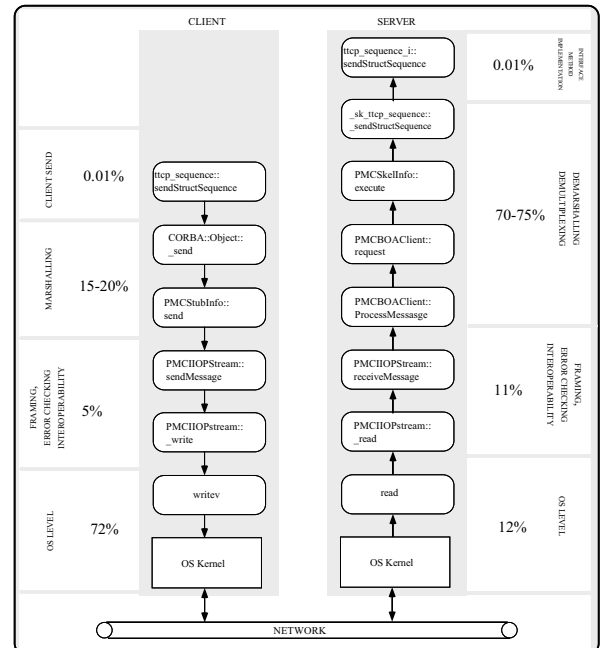 CLIENT
SERVER
ttcp_sequence_i::
sendStructSequence
0.01%
INTERFACE
METHOD
IMPLEMENTATION
_sk_ttcp_sequence::
_sendStructSequence
CLIENT SEND
0.01%
ttcp_sequence::
sendStructSequence
PMCSkelInfo::
execute
70-75%
DEMARSHALLING
DEMULTIPLEXING
MARSHALLING
15-20%
CORBA::Object::
_send
PMCBOAClient::
request
PMCStubInfo::
send
PMCBOAClient::
ProcessMessasge
FRAMING,
ERROR CHECKING
INTEROPERABILITY
5%
PMCIIOPStream::
sendMessage
PMCIIOPStream::
receiveMessage
11%
FRAMING,
ERROR CHECKING
INTEROPERABILITY
PMCIIOPstream::
_write
PMCIIOPstream::
_read
OS LEVEL
72%
writev
read
12%
OS LEVEL
OS Kernel
OS Kernel
NETWORK